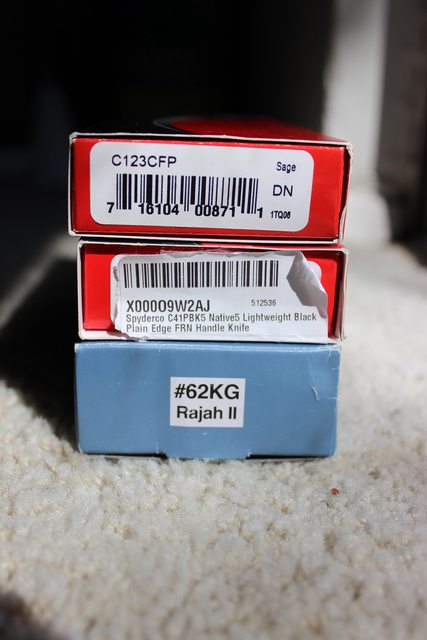 C123CFP
Sage
DN
7 16104 00871 1
1TQ06
X00009W2AJ
512536
Spyderco C41PBK5 Native5 Lightweight Black
Plain Edge FRN Handle Knife
#62KG
Rajah II